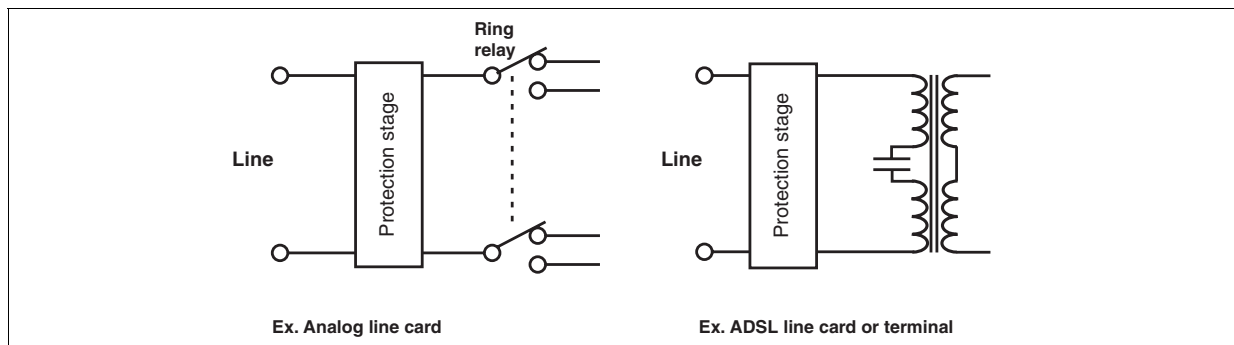 Ring
relay
Line
Protection stage
Ex. Analog line card
Line
Protection stage
Ex. ADSL line card or terminal